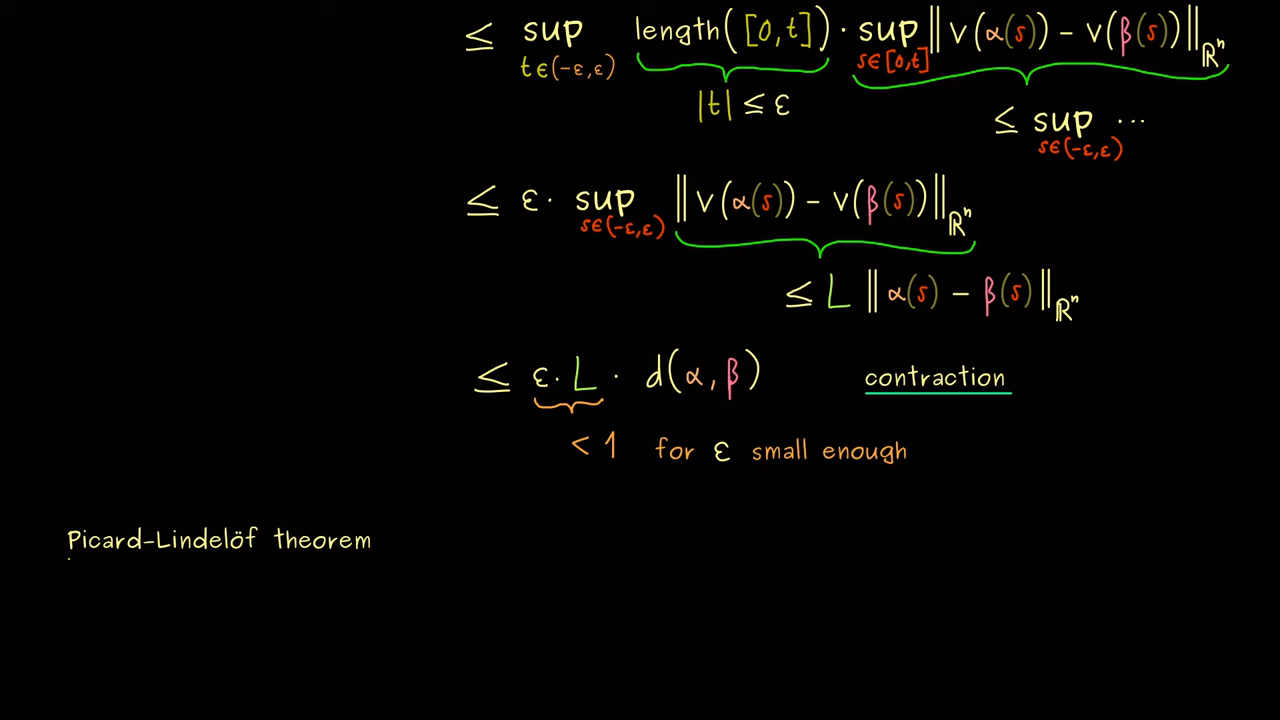 ≤ sup length([0,t]) · sup ‖v(α(s)) − v(β(s))‖ℝⁿ
t∈(−ε,ε) s∈[0,t]
|t| ≤ ε ≤ sup ···
s∈(−ε,ε)
≤ ε · sup ‖v(α(s)) − v(β(s))‖ℝⁿ
s∈(−ε,ε)
≤ L ‖α(s) − β(s)‖ℝⁿ
≤ ε · L · d(α, β) contraction
< 1 for ε small enough
Picard–Lindelöf theorem